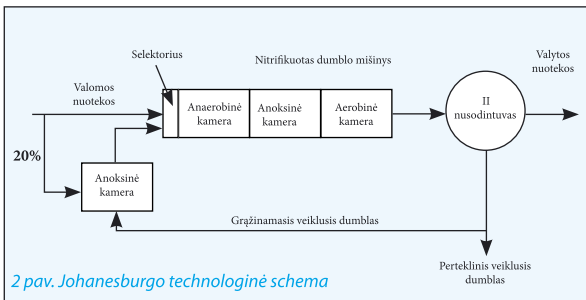 Selektorius
Nitrifikuotas dumblo mišinys
Valytos
nuotekos
Valomos
nuotekos
Anaerobinė
kamera
Anoksinė
kamera
Aerobinė
kamera
II
nusodintuvas
20%
Anoksinė
kamera
Grąžinamasis veiklusis dumblas
Perteklinis veiklusis
dumblas
2 pav. Johanesburgo technologinė schema